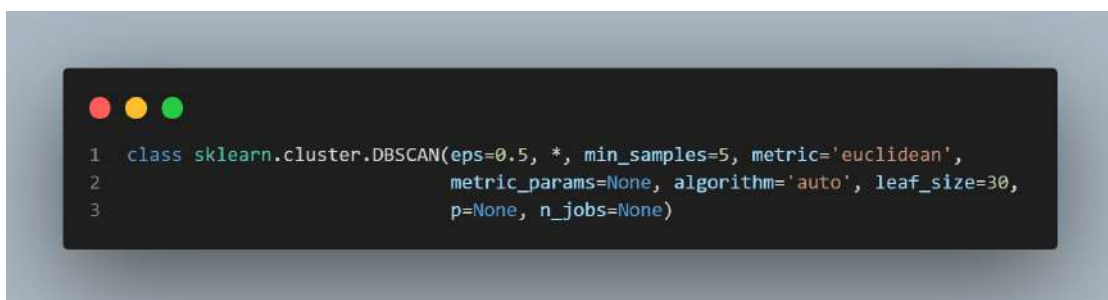 1 class sklearn.cluster.DBSCAN(eps=0.5, *, min_samples=5, metric='euclidean',
2 metric_params=None, algorithm='auto', leaf_size=30,
3 p=None, n_jobs=None)